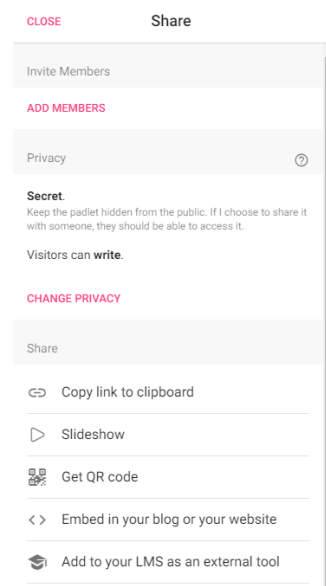 CLOSE Share
Invite Members
ADD MEMBERS
Privacy
Secret.
Keep the padlet hidden from the public. If I choose to share it
with someone, they should be able to access it.
Visitors can write.
CHANGE PRIVACY
Share
Copy link to clipboard
Slideshow
Get QR code
Embed in your blog or your website
Add to your LMS as an external tool